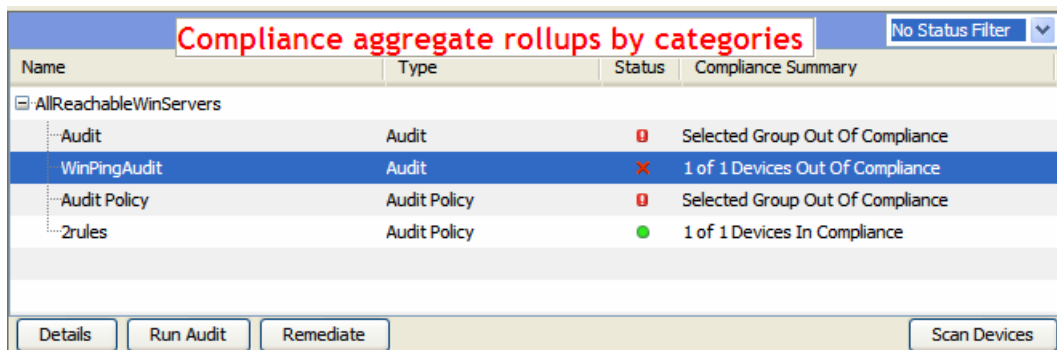 Compliance aggregate rollups by categories
No Status Filter
Name Type Status Compliance Summary
AllReachableWinServers
Audit Audit Selected Group Out Of Compliance
WinPingAudit Audit 1 of 1 Devices Out Of Compliance
Audit Policy Audit Policy Selected Group Out Of Compliance
2rules Audit Policy 1 of 1 Devices In Compliance
Details Run Audit Remediate Scan Devices